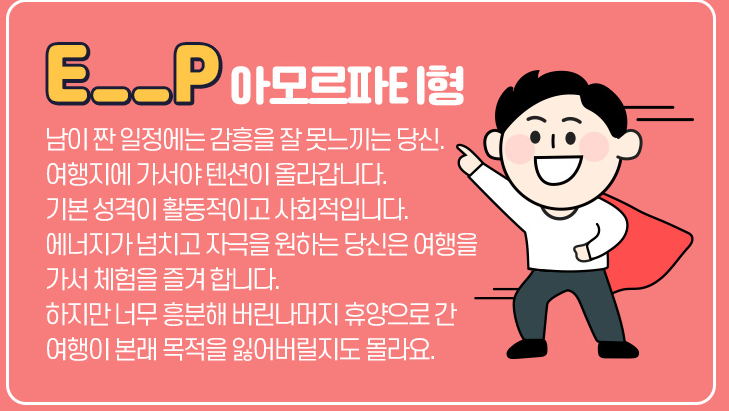 E__P 아모르파티형
남이 짠 일정에는 감흥을 잘 못느끼는 당신.
여행지에 가서야 텐션이 올라갑니다.
기본 성격이 활동적이고 사회적입니다.
에너지가 넘치고 자극을 원하는 당신은 여행을
가서 체험을 즐겨 합니다.
하지만 너무 흥분해 버린나머지 휴양으로 간
여행이 본래 목적을 잃어버릴지도 몰라요.